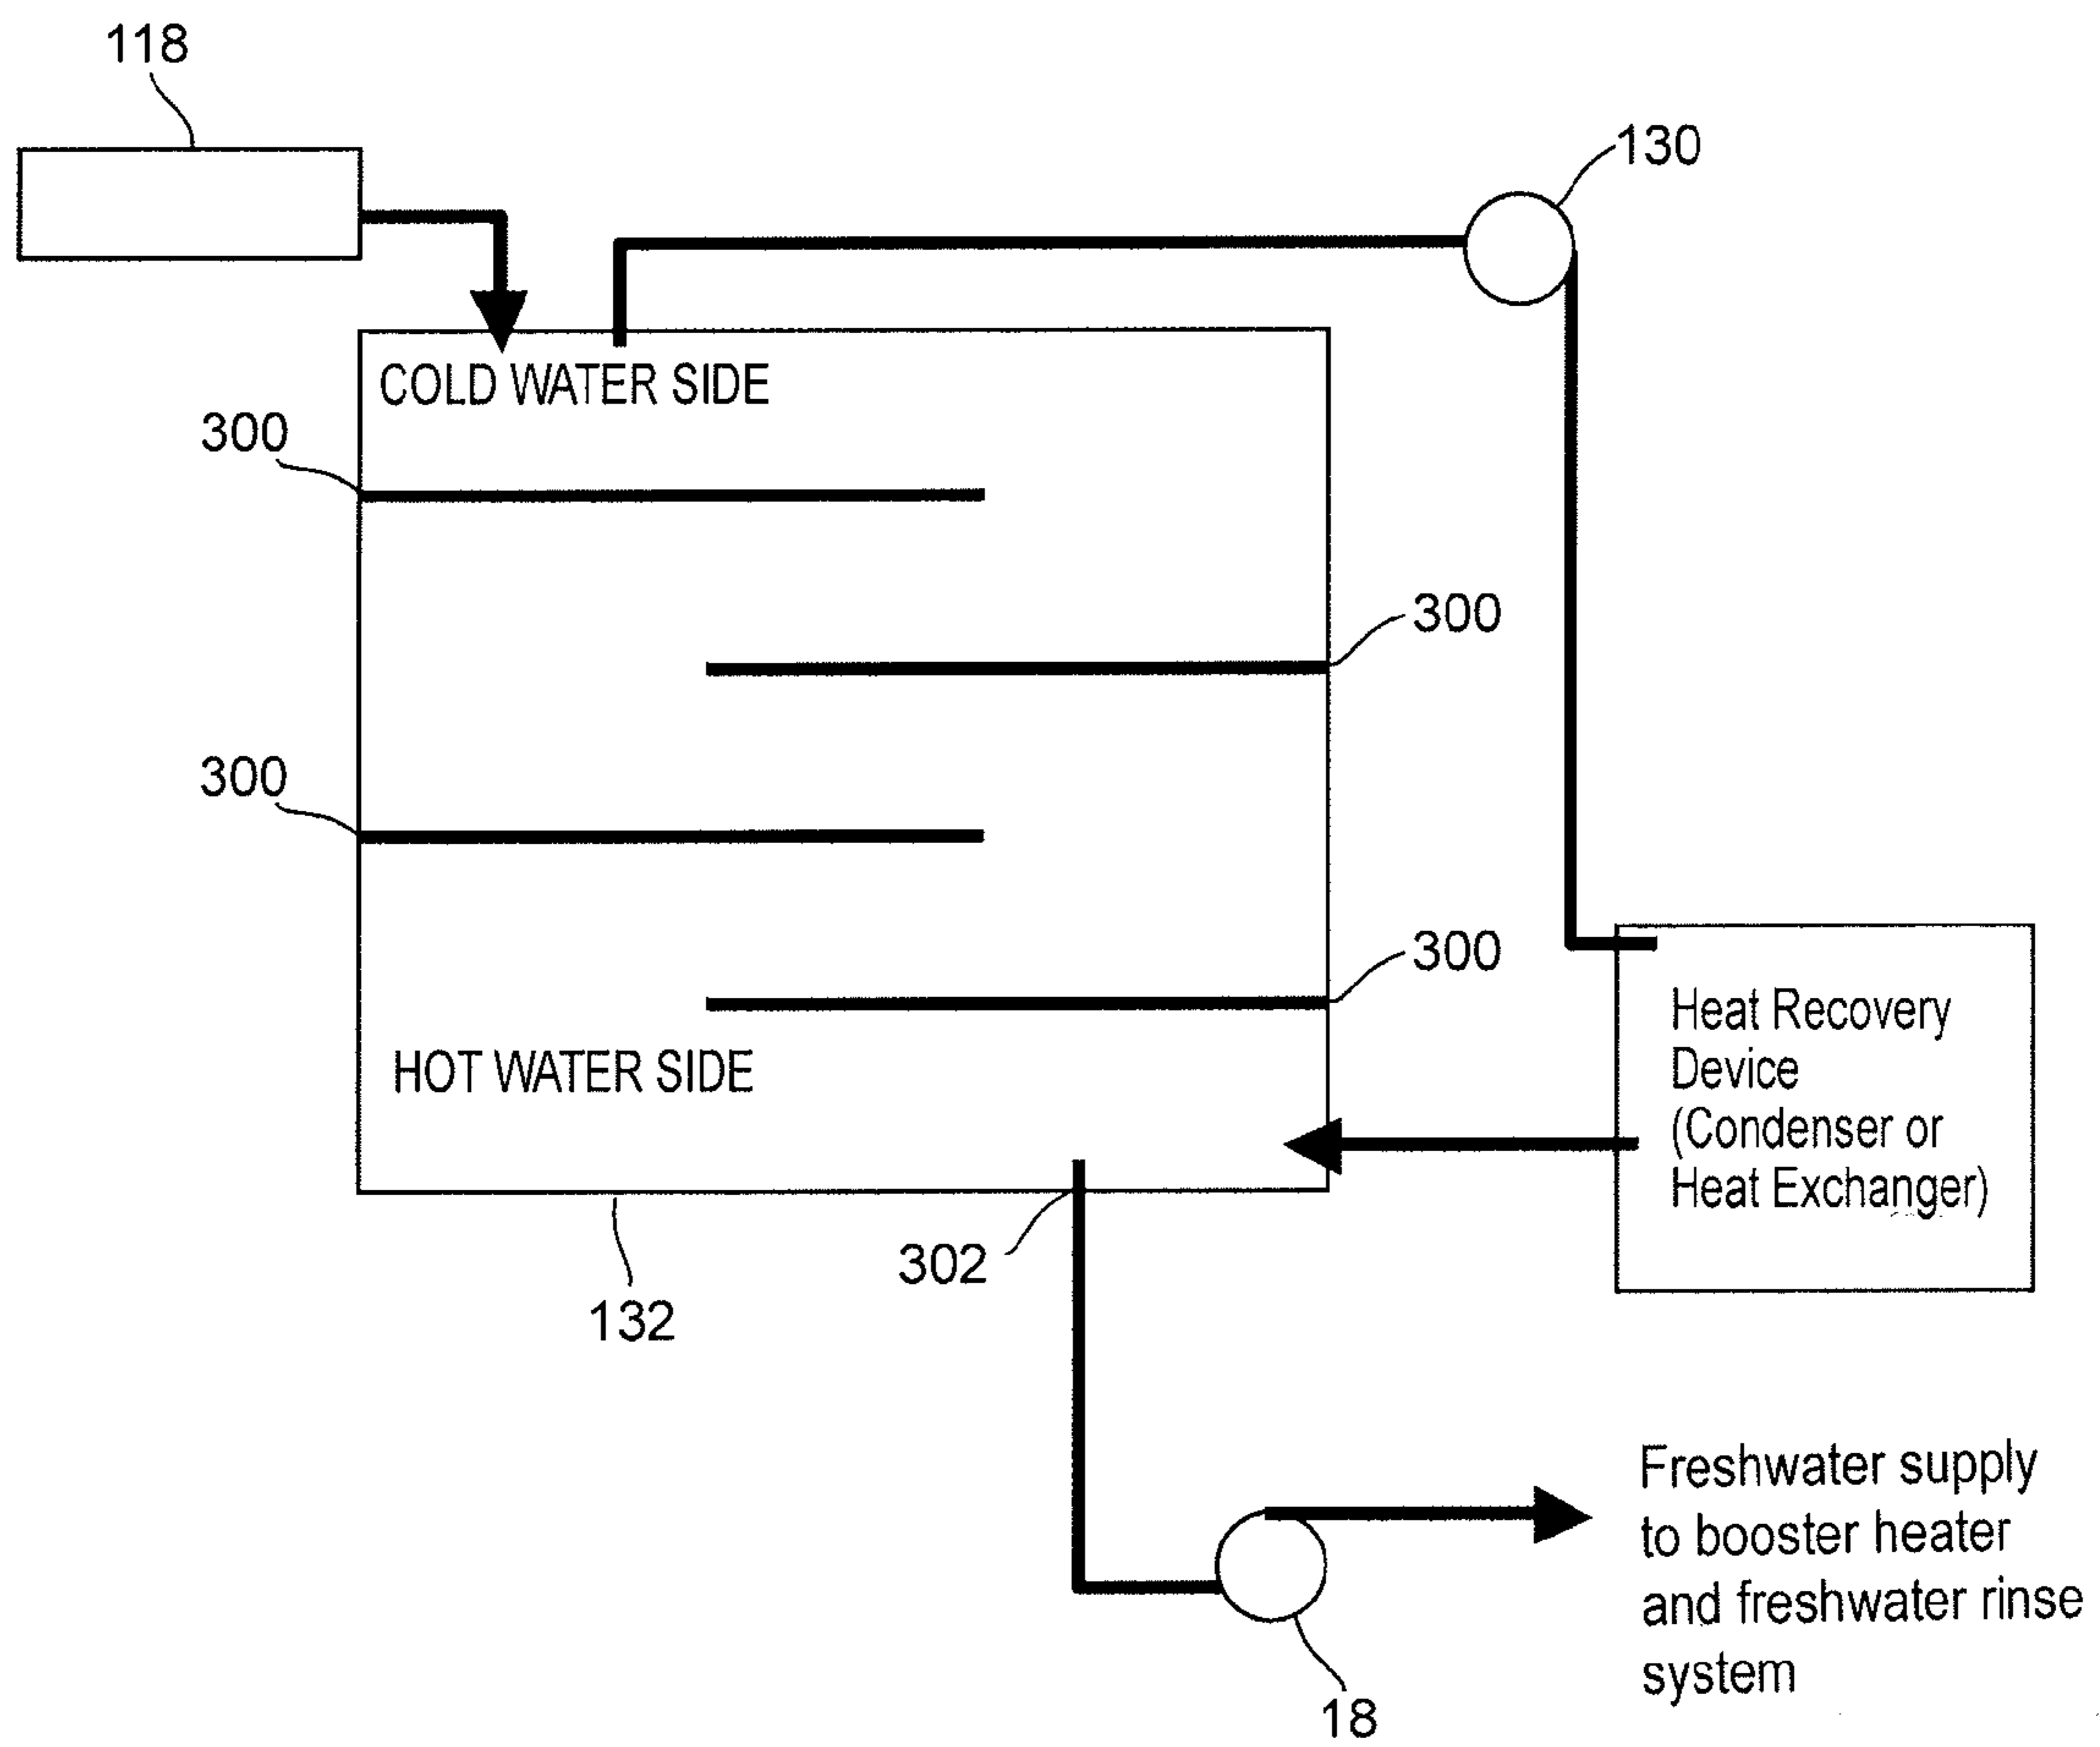 118
130
COLD WATER SIDE
300
300
300
300
HOT WATER SIDE
Heat Recovery
Device
(Condenser or
Heat Exchanger)
302
132
Freshwater supply
to booster heater
and freshwater rinse
system
18